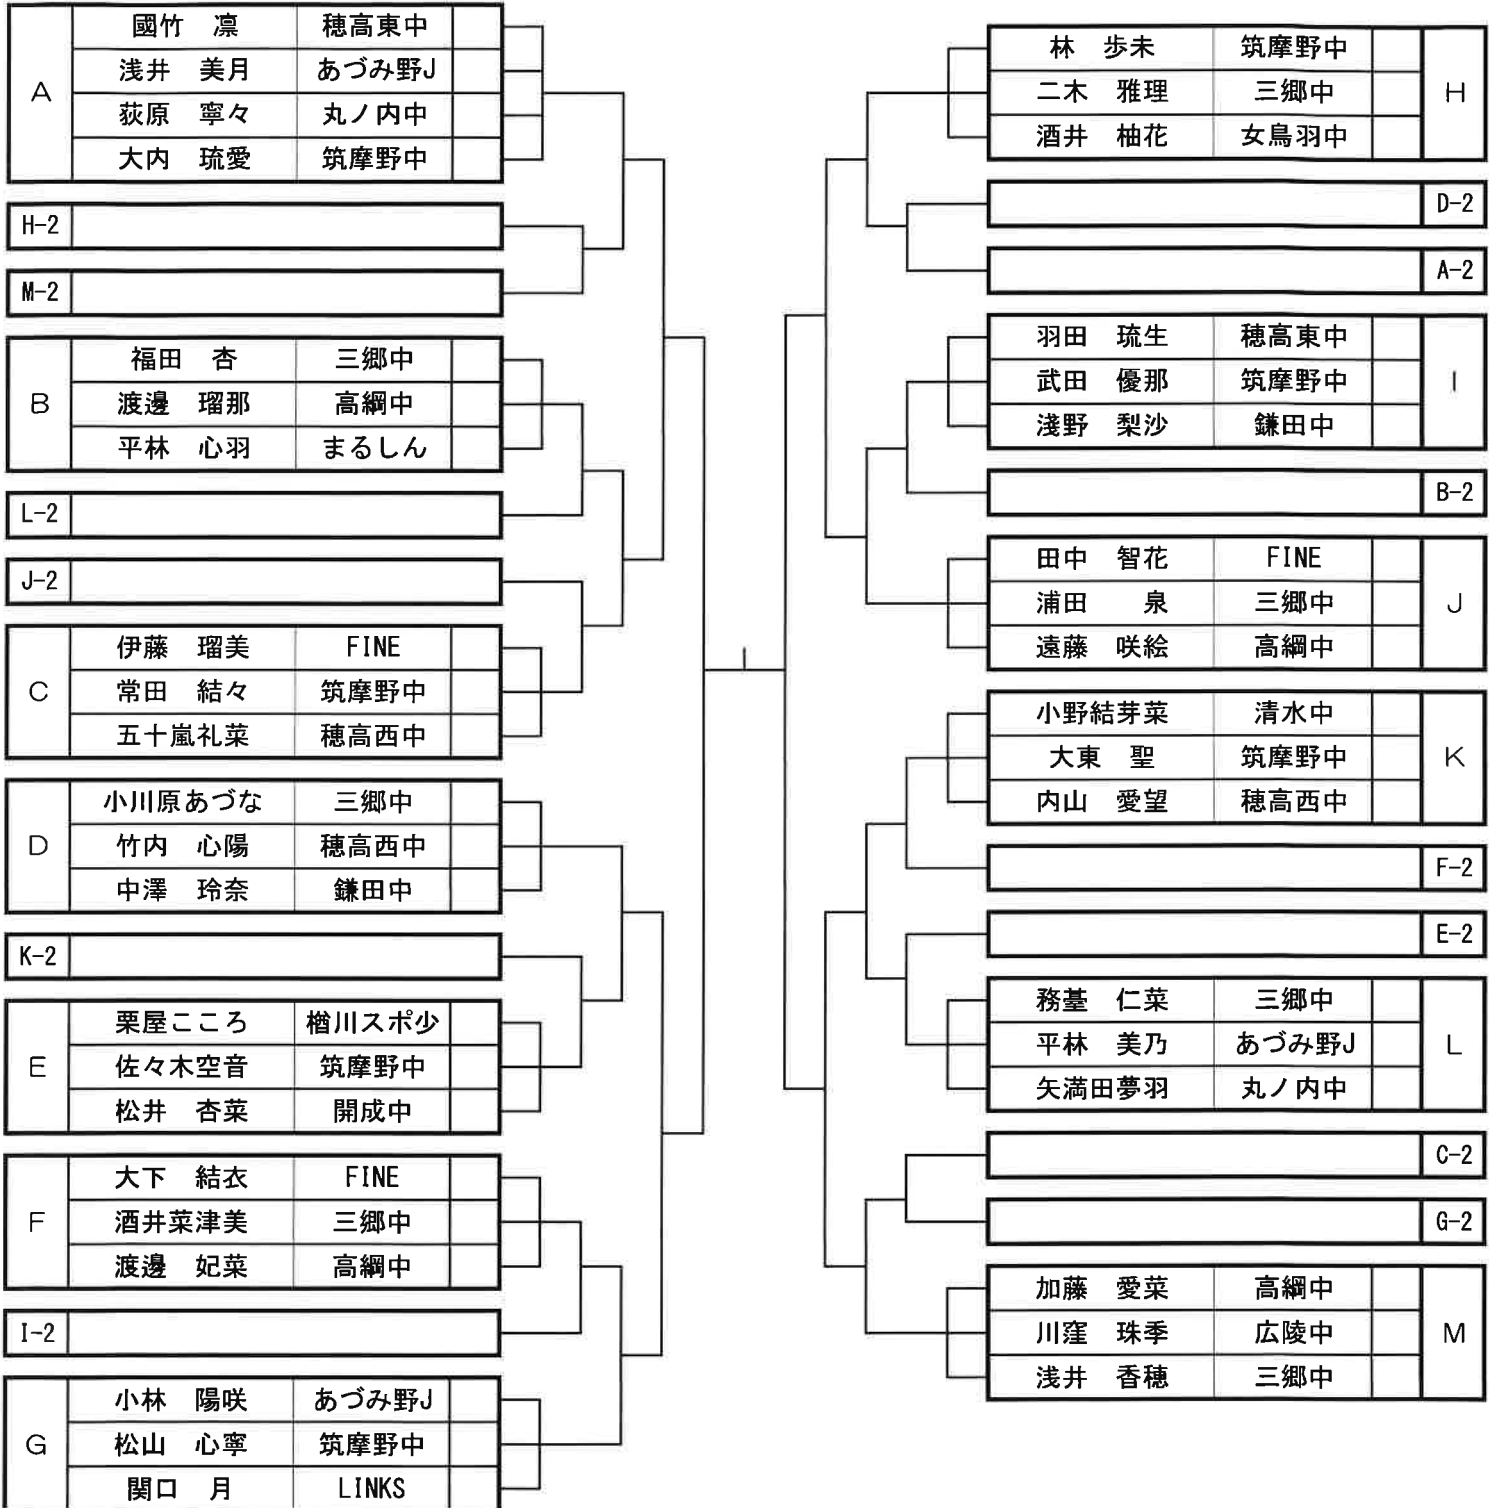 A
國竹 凛 穂高東中
浅井 美月 あづみ野J
荻原 寧々 丸ノ内中
大内 琉愛 筑摩野中
H-2
M-2
B
福田 杏 三郷中
渡邊 瑠那 高綱中
平林 心羽 まるしん
L-2
J-2
C
伊藤 瑠美 FINE
常田 結々 筑摩野中
五十嵐礼菜 穂高西中
D
小川原あづな 三郷中
竹内 心陽 穂高西中
中澤 玲奈 鎌田中
K-2
E
栗屋こころ 楢川スポ少
佐々木空音 筑摩野中
松井 杏菜 開成中
F
大下 結衣 FINE
酒井菜津美 三郷中
渡邊 妃菜 高綱中
I-2
G
小林 陽咲 あづみ野J
松山 心寧 筑摩野中
関口 月 LINKS
林 歩未 筑摩野中
二木 雅理 三郷中
酒井 柚花 女鳥羽中
H
D-2
A-2
羽田 琉生 穂高東中
武田 優那 筑摩野中
淺野 梨沙 鎌田中
I
B-2
田中 智花 FINE
浦田 泉 三郷中
遠藤 咲絵 高綱中
J
小野結芽菜 清水中
大東 聖 筑摩野中
内山 愛望 穂高西中
K
F-2
E-2
務基 仁菜 三郷中
平林 美乃 あづみ野J
矢満田夢羽 丸ノ内中
L
C-2
G-2
加藤 愛菜 高綱中
川窪 珠季 広陵中
浅井 香穂 三郷中
M